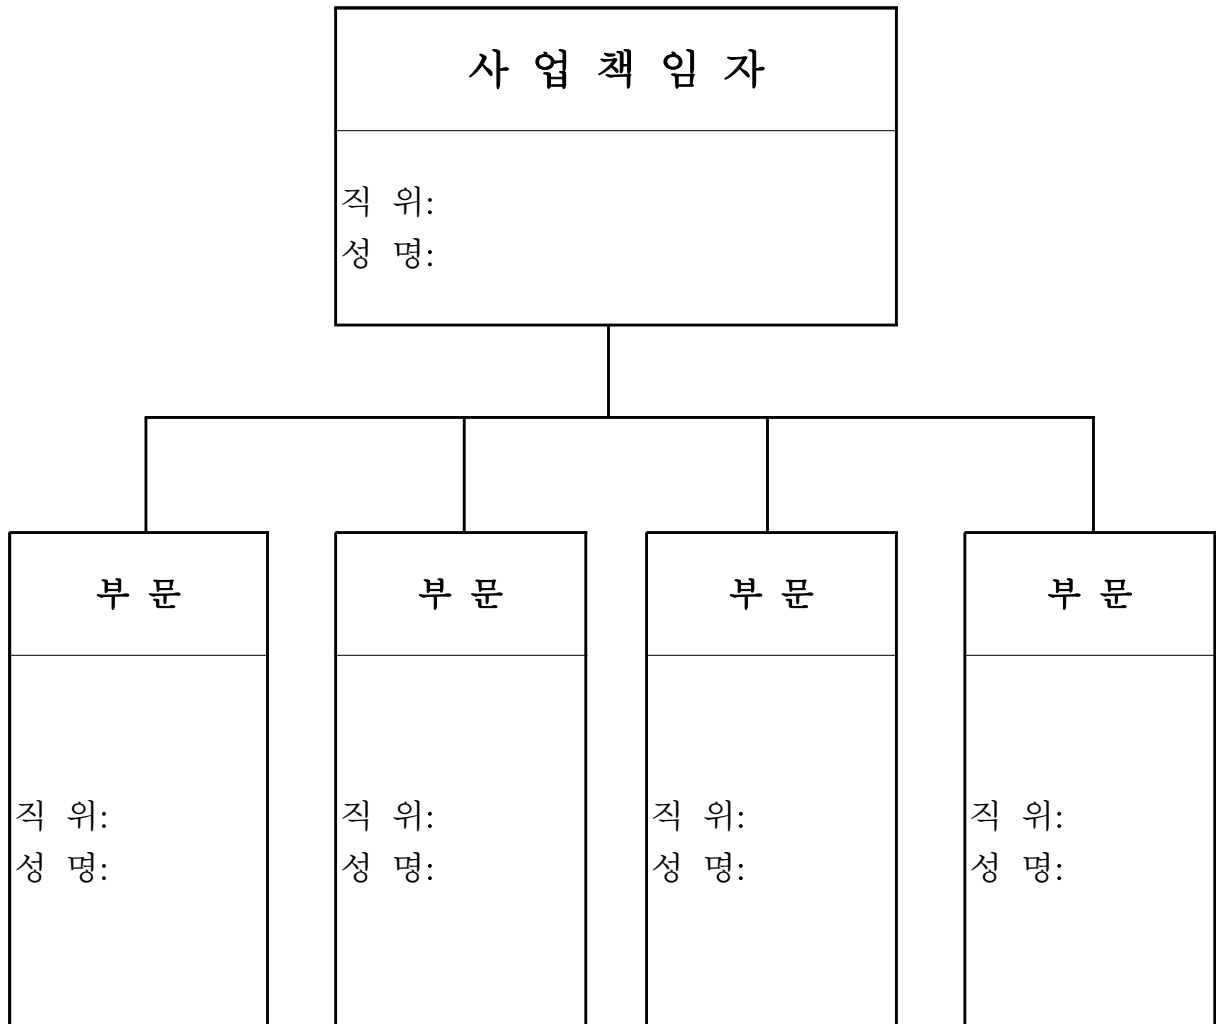 사 업 책 임 자
직 위:
성 명:
부 문
직 위:
성 명:
부 문
직 위:
성 명:
부 문
직 위:
성 명:
부 문
직 위:
성 명: